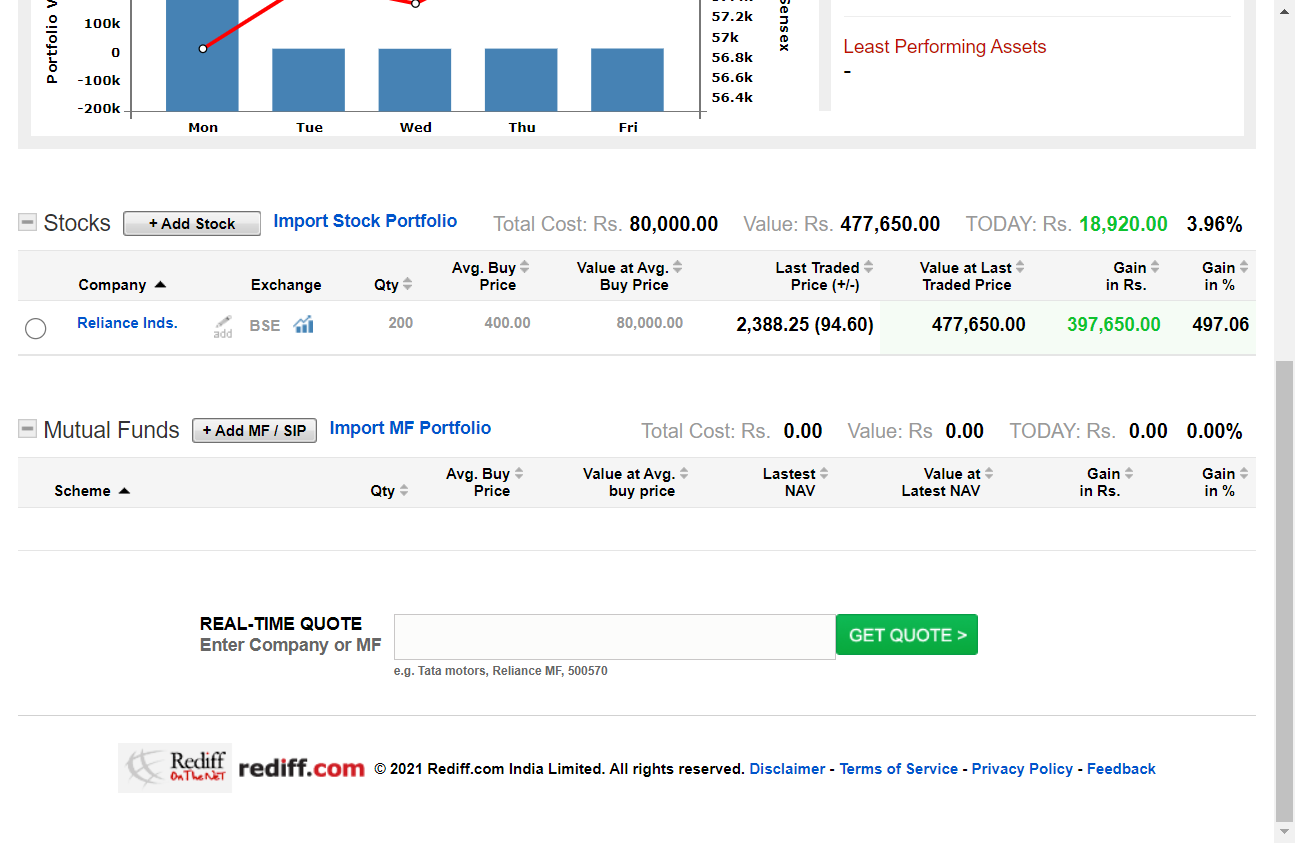 Portfolio
100k
0
-100k
-200k
57.2k
57k
56.8k
56.6k
56.4k
Sensex
Mon Tue Wed Thu Fri
Least Performing Assets
-
Stocks + Add Stock Import Stock Portfolio Total Cost: Rs. 80,000.00 Value: Rs. 477,650.00 TODAY: Rs. 18,920.00 3.96%
Company Exchange Qty Avg. Buy Price Value at Avg. Buy Price Last Traded Price (+/-) Value at Last Traded Price Gain in Rs. Gain in %
Reliance Inds. add BSE 200 400.00 80,000.00 2,388.25 (94.60) 477,650.00 397,650.00 497.06
Mutual Funds + Add MF / SIP Import MF Portfolio Total Cost: Rs. 0.00 Value: Rs 0.00 TODAY: Rs. 0.00 0.00%
Scheme Qty Avg. Buy Price Value at Avg. buy price Lastest NAV Value at Latest NAV Gain in Rs. Gain in %
REAL-TIME QUOTE
Enter Company or MF
GET QUOTE >
e.g. Tata motors, Reliance MF, 500570
Rediff
On The NeT
rediff.com © 2021 Rediff.com India Limited. All rights reserved. Disclaimer - Terms of Service - Privacy Policy - Feedback